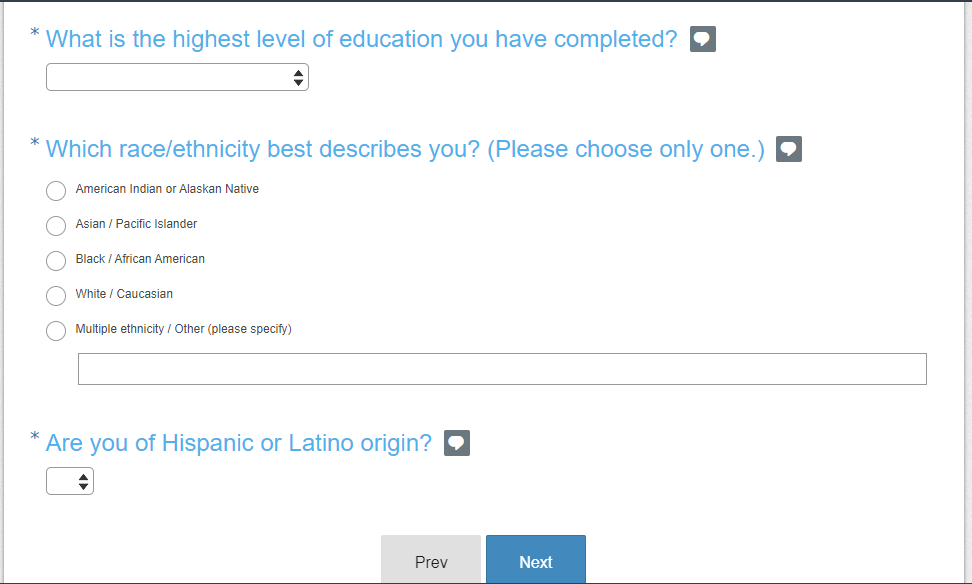 * What is the highest level of education you have completed?
* Which race/ethnicity best describes you? (Please choose only one.)
American Indian or Alaskan Native
Asian / Pacific Islander
Black / African American
White / Caucasian
Multiple ethnicity / Other (please specify)
* Are you of Hispanic or Latino origin?
Prev Next